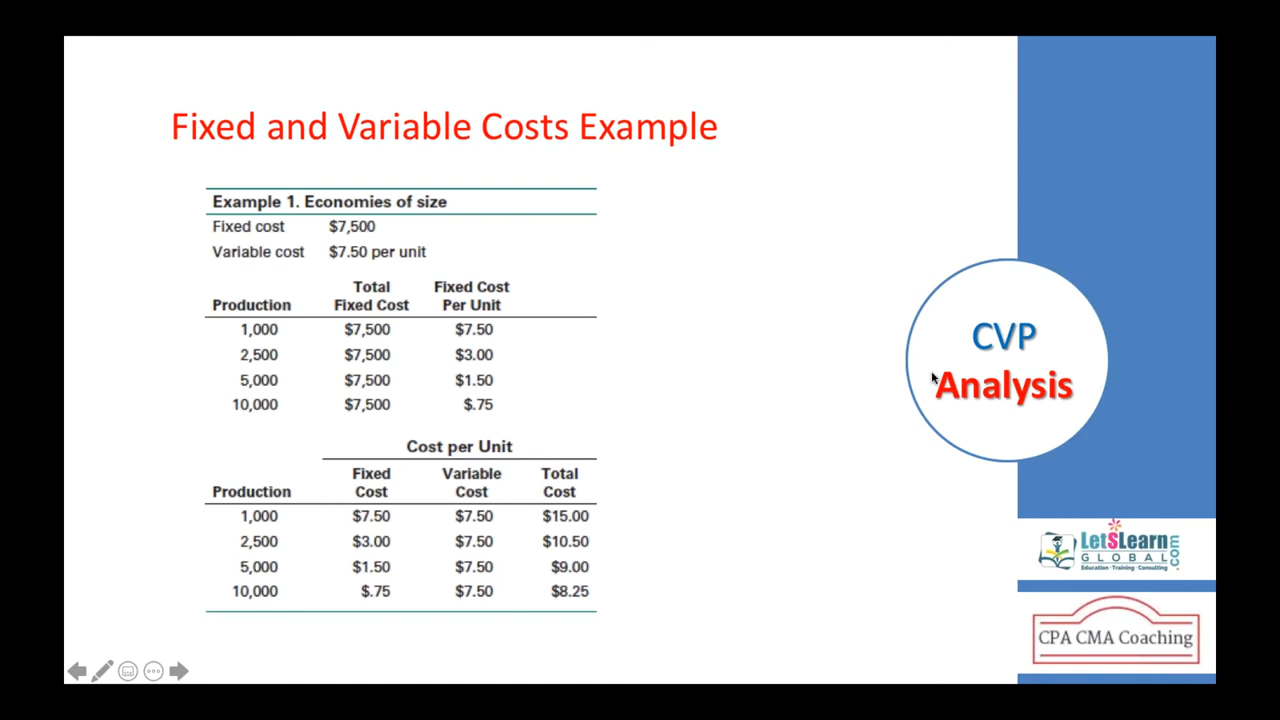 Fixed and Variable Costs Example
Example 1. Economies of size
Fixed cost $7,500
Variable cost $7.50 per unit
Total Fixed Cost
Production Fixed Cost Per Unit
1,000 $7,500 $7.50
2,500 $7,500 $3.00
5,000 $7,500 $1.50
10,000 $7,500 $.75
Cost per Unit
Fixed Variable Total
Production Cost Cost Cost
1,000 $7.50 $7.50 $15.00
2,500 $3.00 $7.50 $10.50
5,000 $1.50 $7.50 $9.00
10,000 $.75 $7.50 $8.25
CVP
Analysis
LetSLearn
GLOBAL
.com
Education - Training - Consulting
CPA CMA Coaching